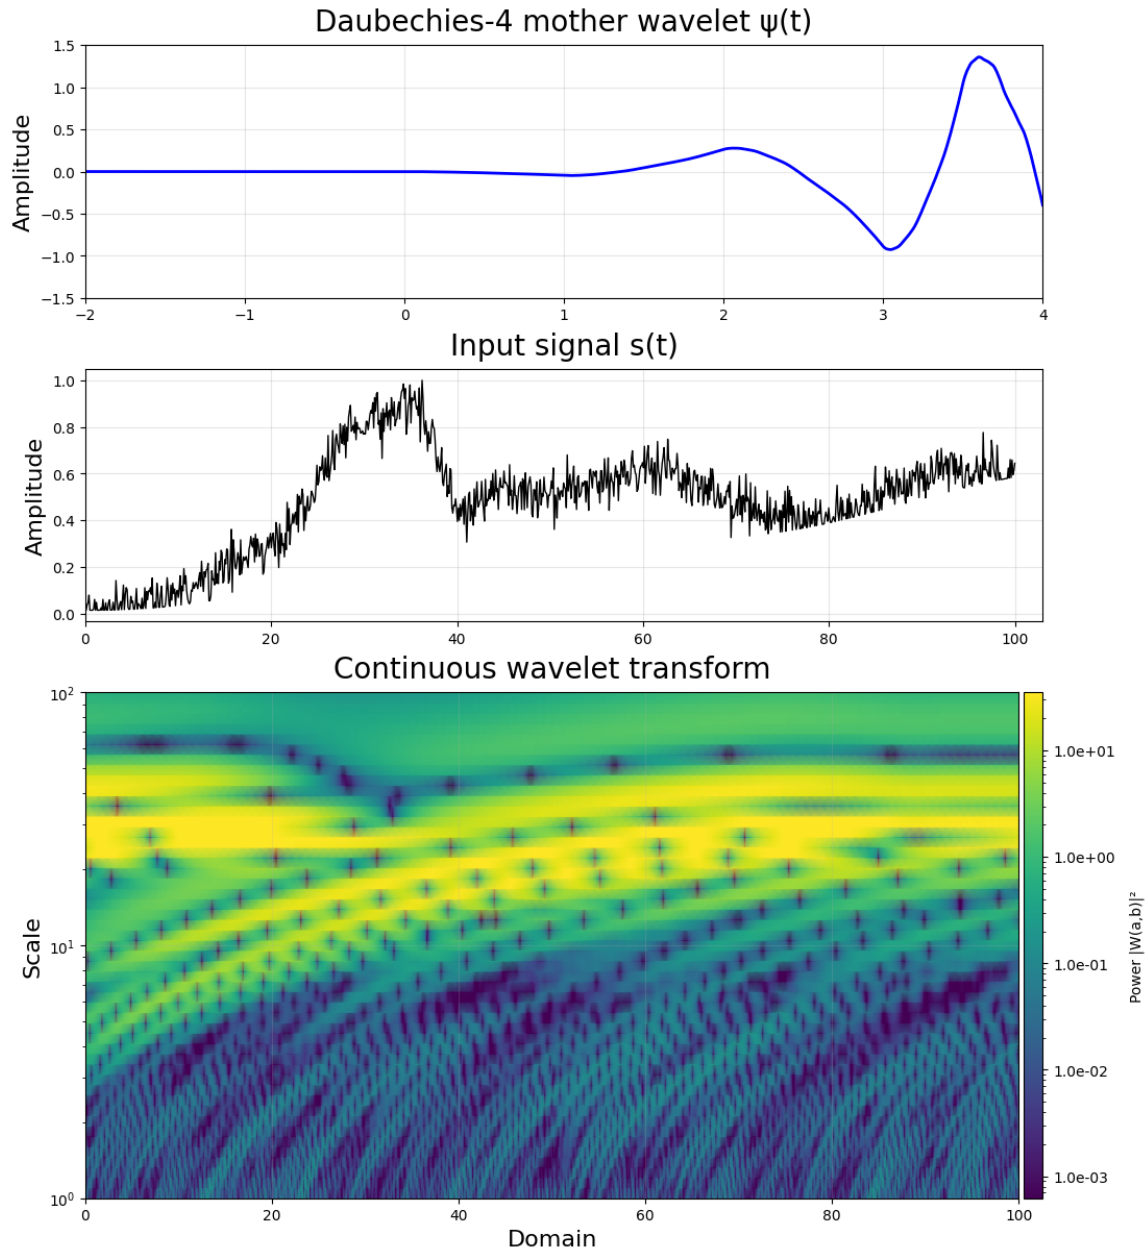 Daubechies-4 mother wavelet ψ(t)
Amplitude
1.5
1.0
0.5
0.0
−0.5
−1.0
−1.5
−2 −1 0 1 2 3 4
Input signal s(t)
Amplitude
1.0
0.8
0.6
0.4
0.2
0.0
0 20 40 60 80 100
Continuous wavelet transform
Scale
10²
10¹
10⁰
0 20 40 60 80 100
Domain
1.0e+01
1.0e+00
1.0e-01
1.0e-02
1.0e-03
Power |W(a,b)|²